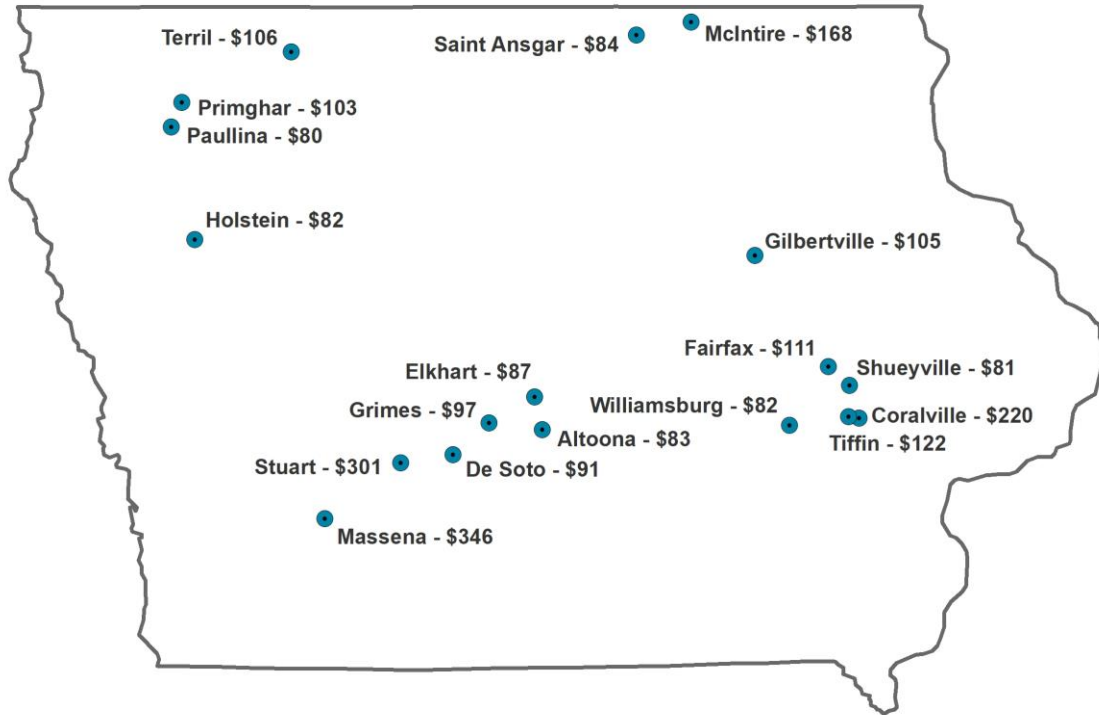 McIntire - $168
Terril - $106
Saint Ansgar - $84
Primghar - $103
Paullina - $80
Holstein - $82
Gilbertville - $105
Fairfax - $111
Shueyville - $81
Elkhart - $87
Williamsburg - $82
Grimes - $97
Coralville - $220
Altoona - $83
Tiffin - $122
Stuart - $301
De Soto - $91
Massena - $346